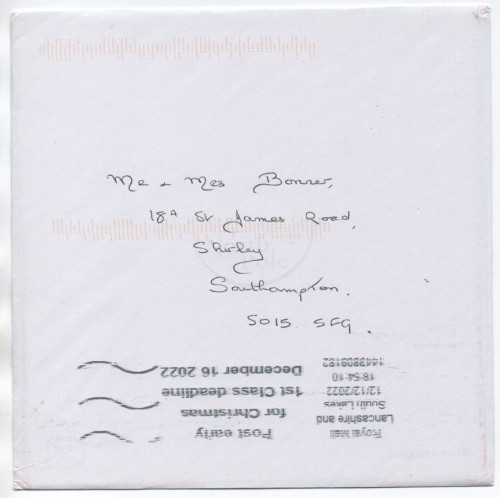 Mr + Mrs Bonner,
18A St James Road,
Shirley
Southampton.
SO15 5FG.
Royal Mail
Lancashire and
South Lakes
12/12/2022
18:54:10
1443909182
Post early
for Christmas
1st Class deadline
December 16 2022